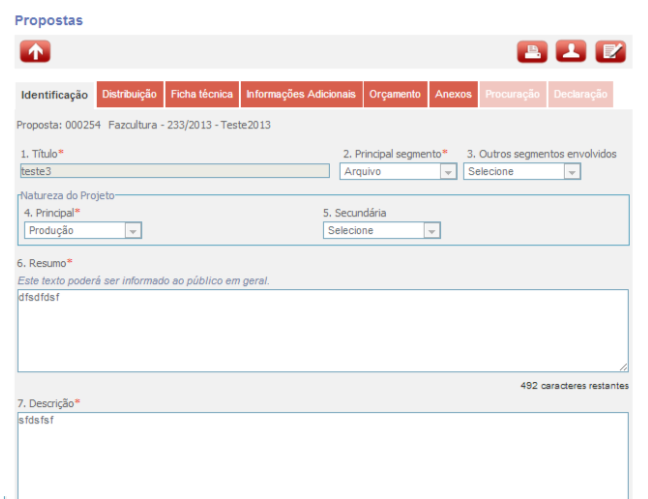 Propostas
Identificação Distribuição Ficha técnica Informações Adicionais Orçamento Anexos Procuração Declaração
Proposta: 000254 Fazcultura - 233/2013 - Teste2013
1. Título* 2. Principal segmento* 3. Outros segmentos envolvidos
teste3 Arquivo Selecione
Natureza do Projeto
4. Principal* 5. Secundária
Produção Selecione
6. Resumo*
Este texto poderá ser informado ao público em geral.
dfsdfdsf
492 caracteres restantes
7. Descrição*
sfdsfsf